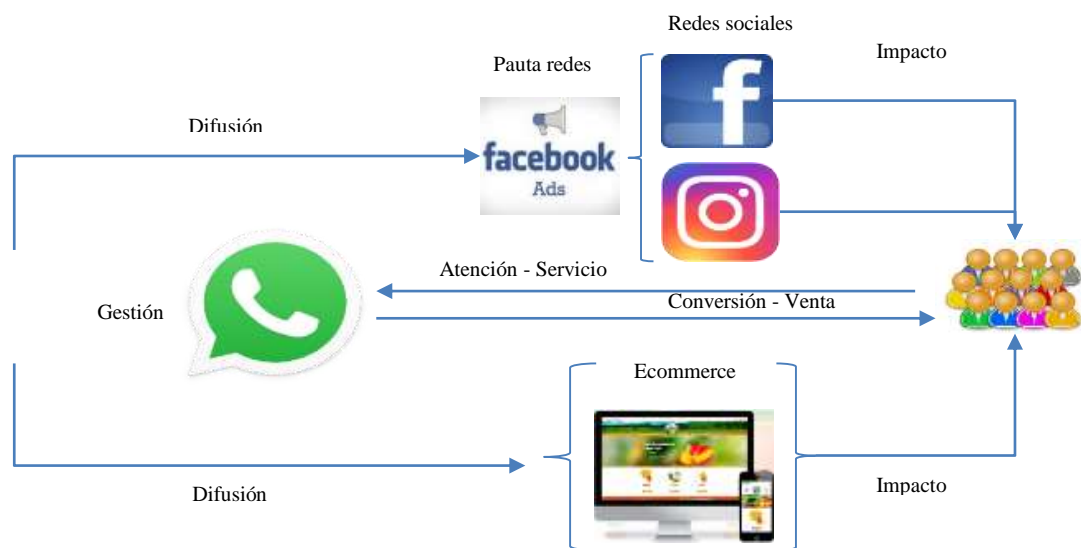 Redes sociales
Impacto
Pauta redes
Difusión
facebook
Ads
Atención - Servicio
Conversión - Venta
Gestión
Ecommerce
Difusión
Impacto